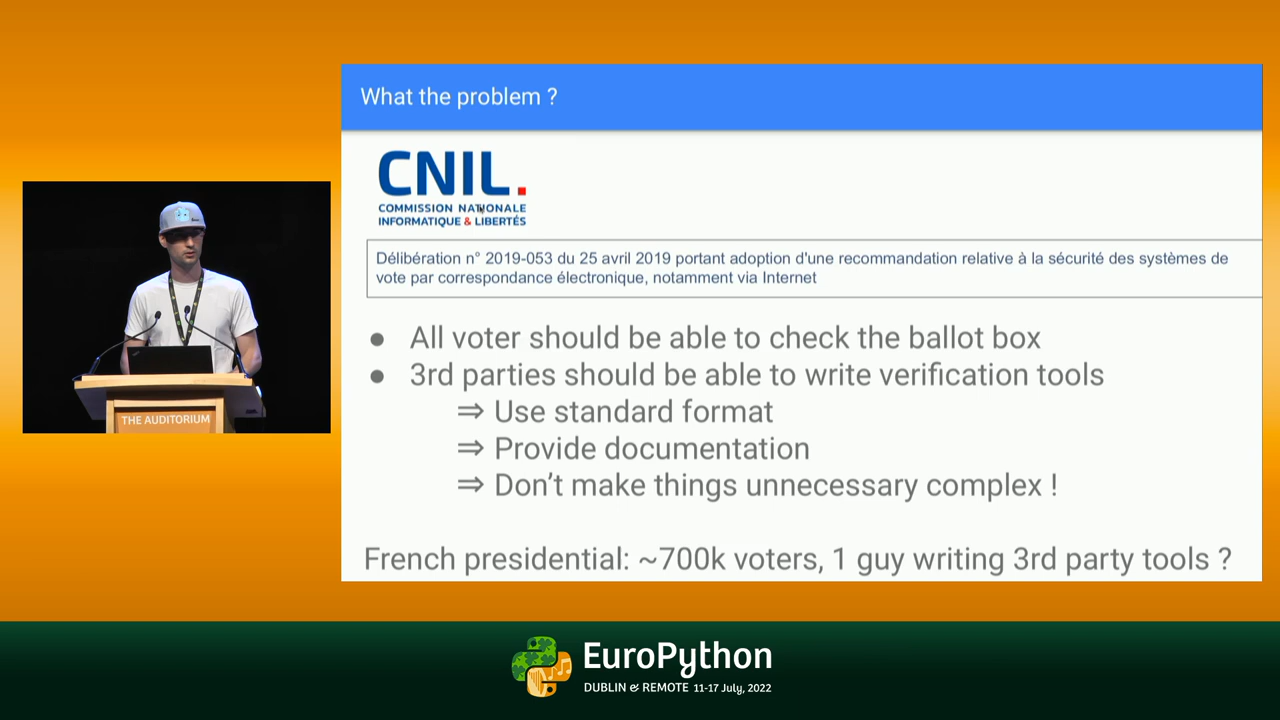 What the problem ?
CNIL.
COMMISSION NATIONALE
INFORMATIQUE & LIBERTÉS
Délibération n° 2019-053 du 25 avril 2019 portant adoption d'une recommandation relative à la sécurité des systèmes de
vote par correspondance électronique, notamment via Internet
● All voter should be able to check the ballot box
● 3rd parties should be able to write verification tools
⇒ Use standard format
⇒ Provide documentation
⇒ Don't make things unnecessary complex !
French presidential: ~700k voters, 1 guy writing 3rd party tools ?
THE AUDITORIUM
EuroPython
DUBLIN & REMOTE 11-17 July, 2022